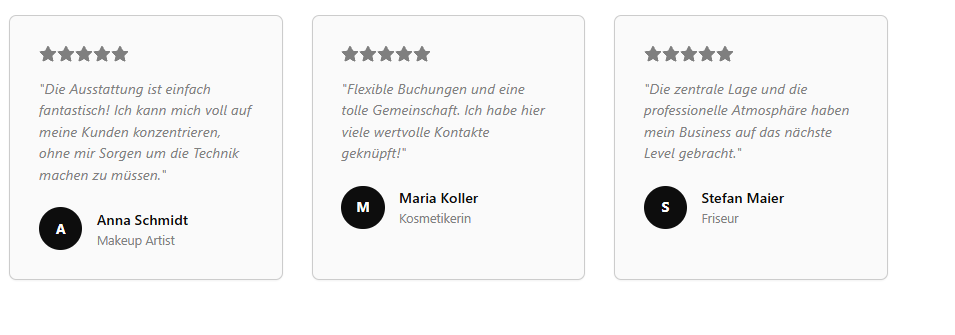 "Die Ausstattung ist einfach
fantastisch! Ich kann mich voll auf
meine Kunden konzentrieren,
ohne mir Sorgen um die Technik
machen zu müssen."
A
Anna Schmidt
Makeup Artist
"Flexible Buchungen und eine
tolle Gemeinschaft. Ich habe hier
viele wertvolle Kontakte
geknüpft!"
M
Maria Koller
Kosmetikerin
"Die zentrale Lage und die
professionelle Atmosphäre haben
mein Business auf das nächste
Level gebracht."
S
Stefan Maier
Friseur